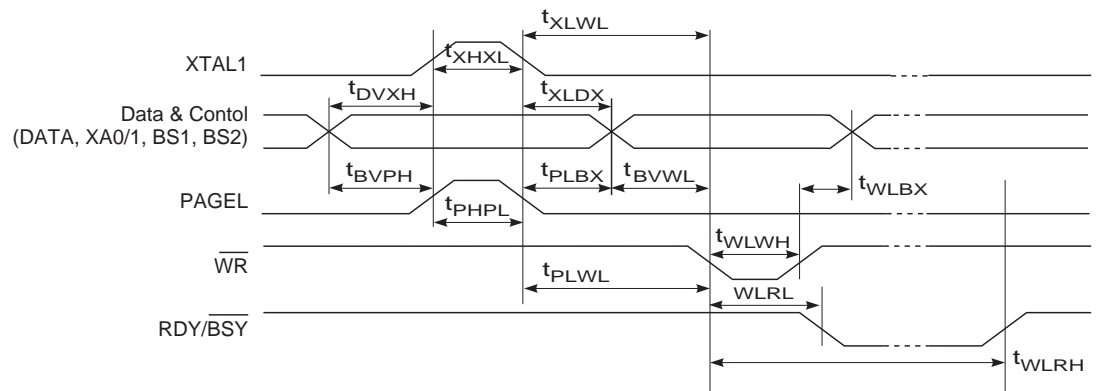 tXLWL
XTAL1
tXHXL
tDVXH
tXLDX
Data & Contol
(DATA, XA0/1, BS1, BS2)
tBVPH
tPLBX
tBVWL
tWLBX
PAGEL
tPHPL
tWLWH
WR
tPLWL
WLRL
RDY/BSY
tWLRH